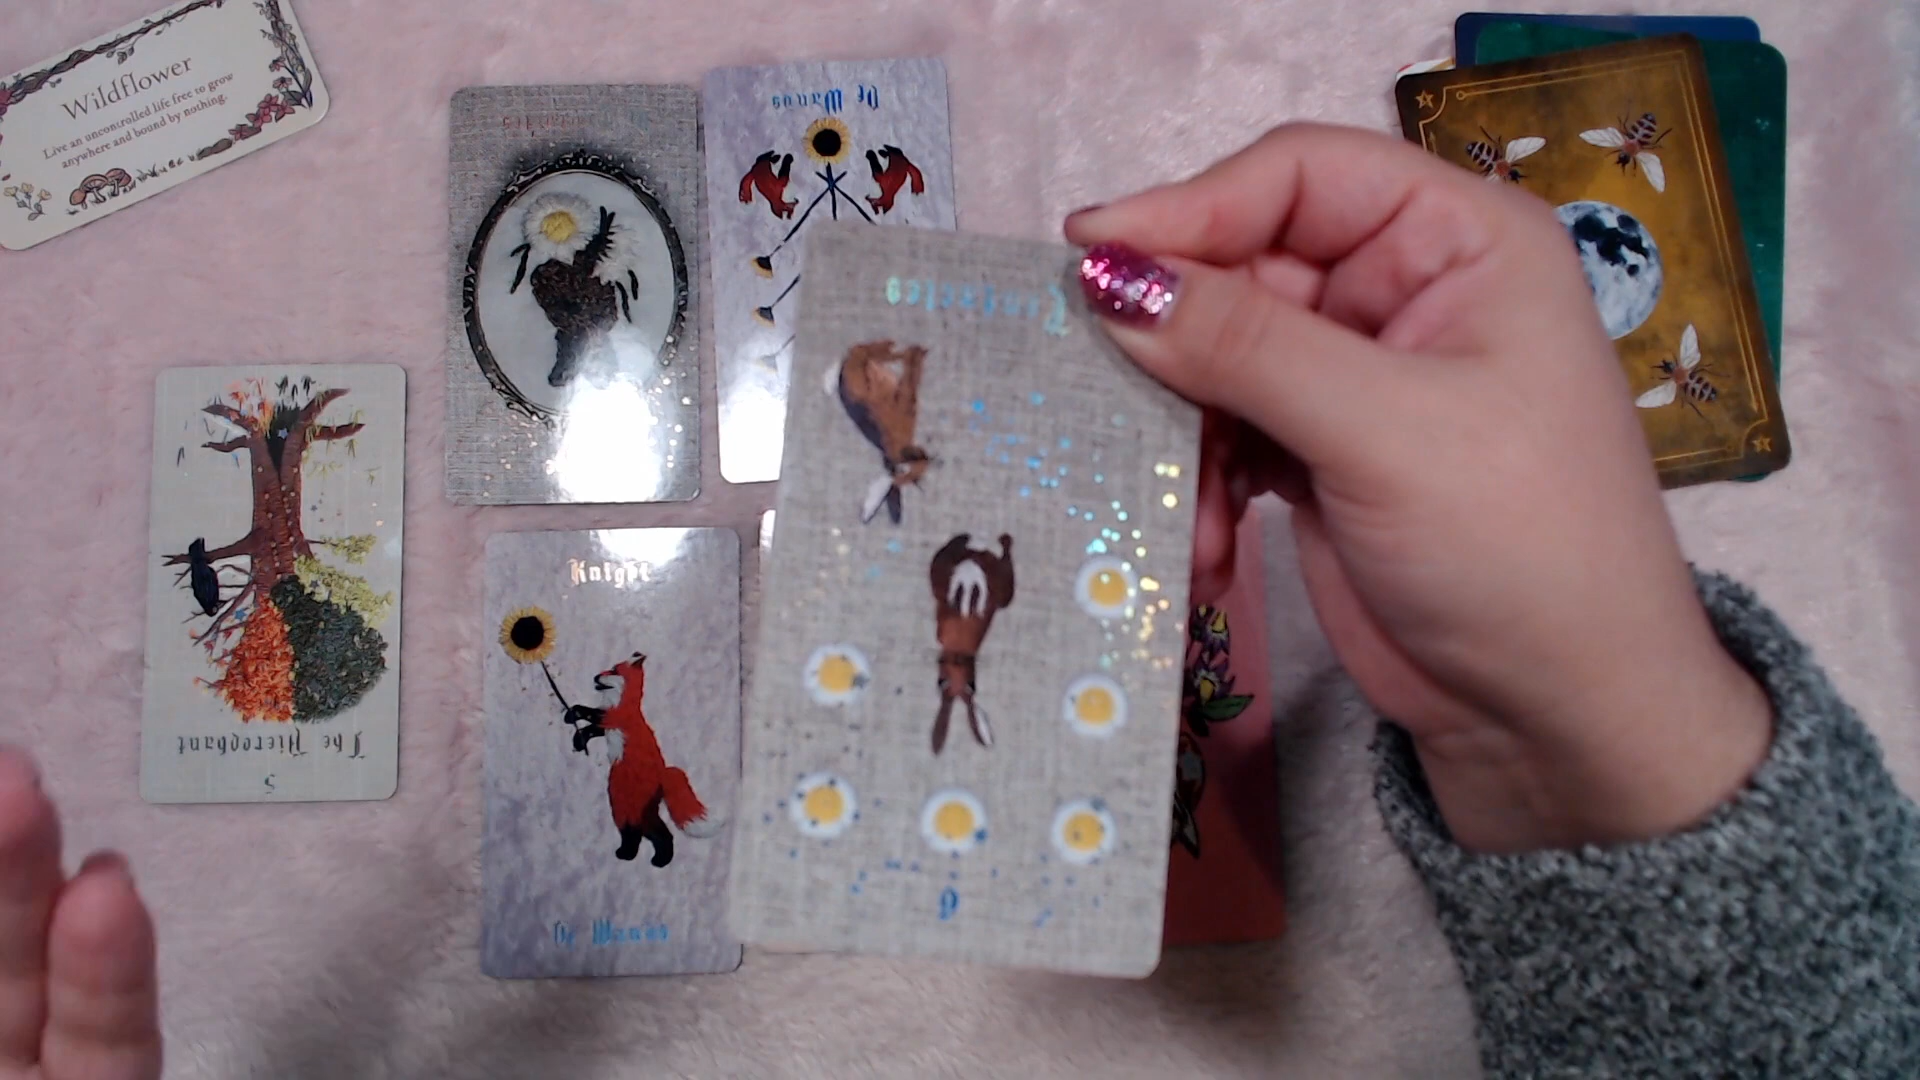 Wildflower
Live an uncontrolled life free to grow
anywhere and bound by nothing.
Of Wands
Pentacles
6
Knight
Of Wands
The Hierophant
5